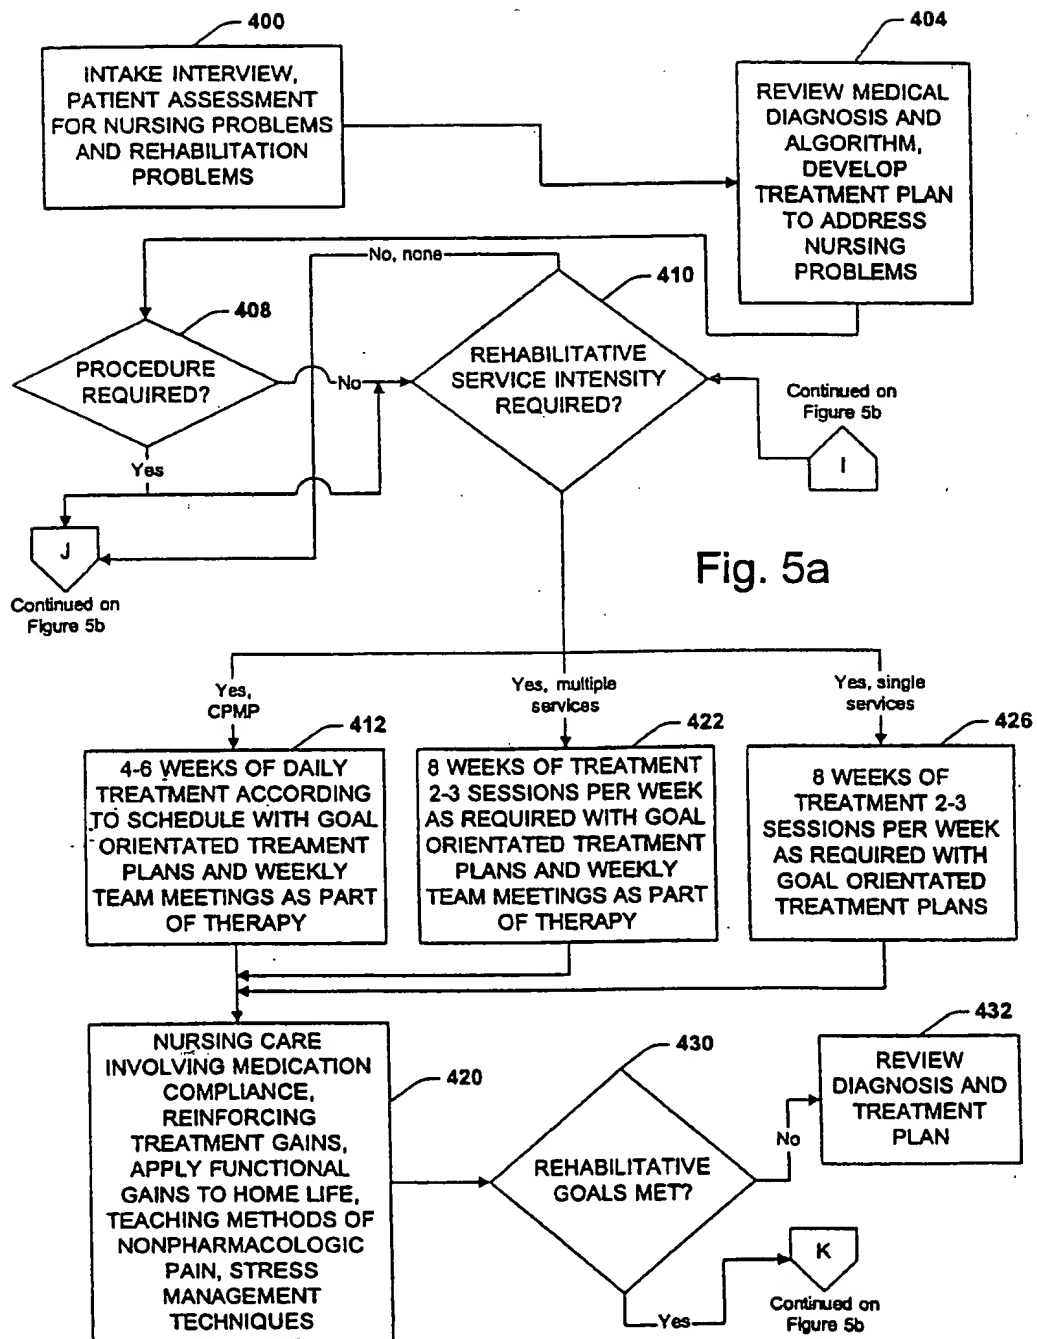 400
INTAKE INTERVIEW,
PATIENT ASSESSMENT
FOR NURSING PROBLEMS
AND REHABILITATION
PROBLEMS
404
REVIEW MEDICAL
DIAGNOSIS AND
ALGORITHM,
DEVELOP
TREATMENT PLAN
TO ADDRESS
NURSING
PROBLEMS
No, none
410
408
PROCEDURE
REQUIRED?
No
REHABILITATIVE
SERVICE INTENSITY
REQUIRED?
Continued on
Figure 5b
I
Yes
J
Continued on
Figure 5b
Fig. 5a
Yes,
CPMP
Yes, multiple
services
Yes, single
services
412
4-6 WEEKS OF DAILY
TREATMENT ACCORDING
TO SCHEDULE WITH GOAL
ORIENTATED TREAMENT
PLANS AND WEEKLY
TEAM MEETINGS AS PART
OF THERAPY
422
8 WEEKS OF TREATMENT
2-3 SESSIONS PER WEEK
AS REQUIRED WITH GOAL
ORIENTATED TREATMENT
PLANS AND WEEKLY
TEAM MEETINGS AS PART
OF THERAPY
426
8 WEEKS OF
TREATMENT 2-3
SESSIONS PER WEEK
AS REQUIRED WITH
GOAL ORIENTATED
TREATMENT PLANS
420
NURSING CARE
INVOLVING MEDICATION
COMPLIANCE,
REINFORCING
TREATMENT GAINS,
APPLY FUNCTIONAL
GAINS TO HOME LIFE,
TEACHING METHODS OF
NONPHARMACOLOGIC
PAIN, STRESS
MANAGEMENT
TECHNIQUES
430
REHABILITATIVE
GOALS MET?
No
432
REVIEW
DIAGNOSIS AND
TREATMENT
PLAN
Yes
K
Continued on
Figure 5b